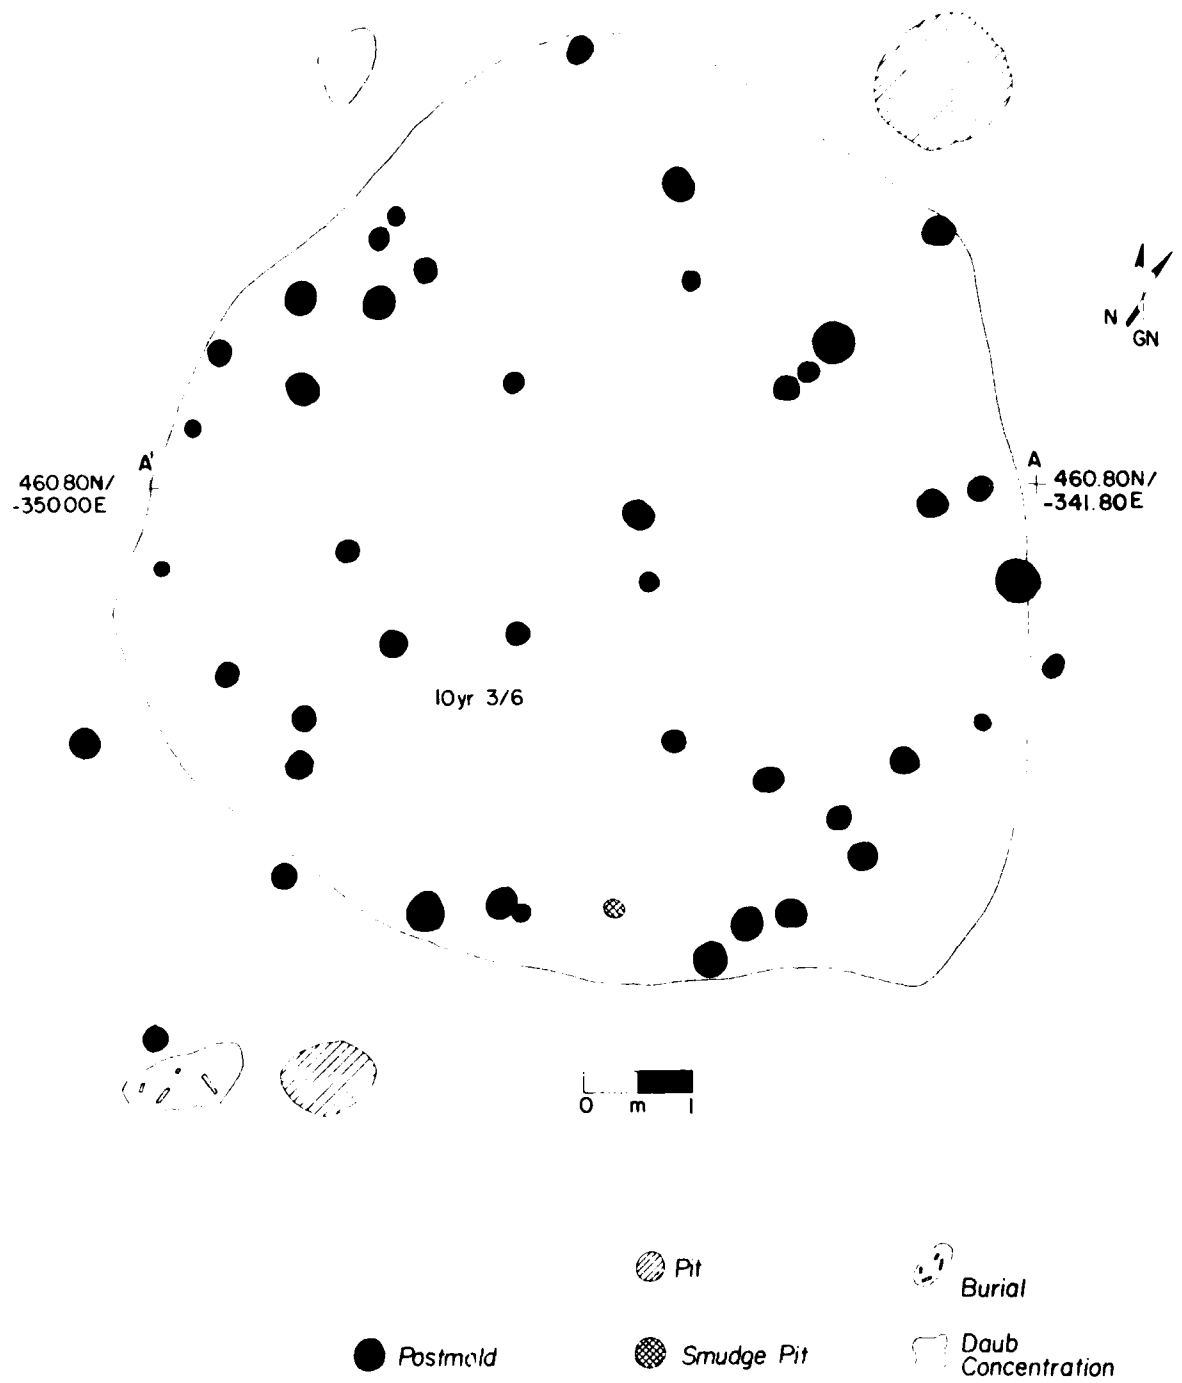 N
GN
A'
460 80N/
-350 00E
A
460.80N/
-341.80E
10yr 3/6
0 m 1
Pit
Burial
Postmold
Smudge Pit
Daub
Concentration